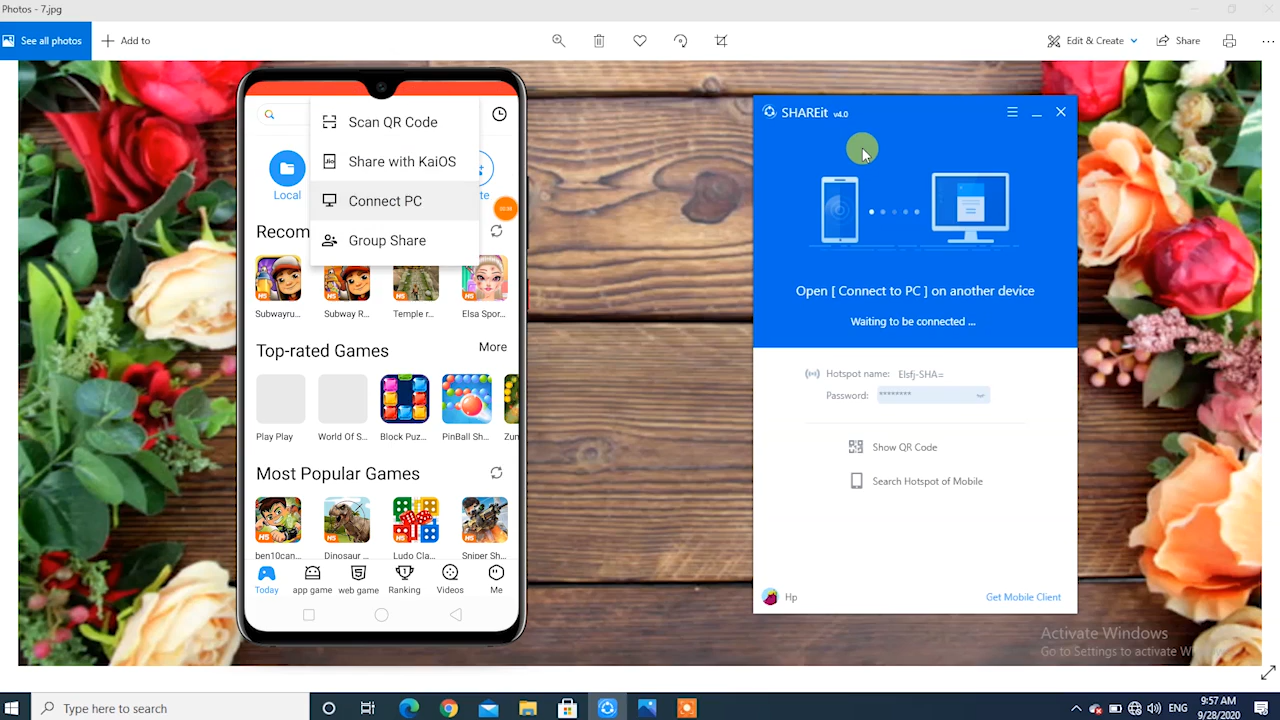 Photos - 7.jpg
See all photos
Add to
Edit & Create
Share
Scan QR Code
Share with KaiOS
Connect PC
Group Share
Local
te
Recom
Subwayru...
Subway R...
Temple r...
Elsa Spor...
Top-rated Games
More
Play Play
World Of S...
Block Puz...
PinBall Sh...
Zun
Most Popular Games
ben10can...
Dinosaur ...
Ludo Cla...
Sniper Sh...
Today
app game
web game
Ranking
Videos
Me
SHAREit v4.0
Open [ Connect to PC ] on another device
Waiting to be connected ...
Hotspot name: Elsfj-SHA=
Password: ********
Show QR Code
Search Hotspot of Mobile
Hp
Get Mobile Client
Activate Windows
Go to Settings to activate Wi
Type here to search
ENG
9:57 AM
9/28/2020